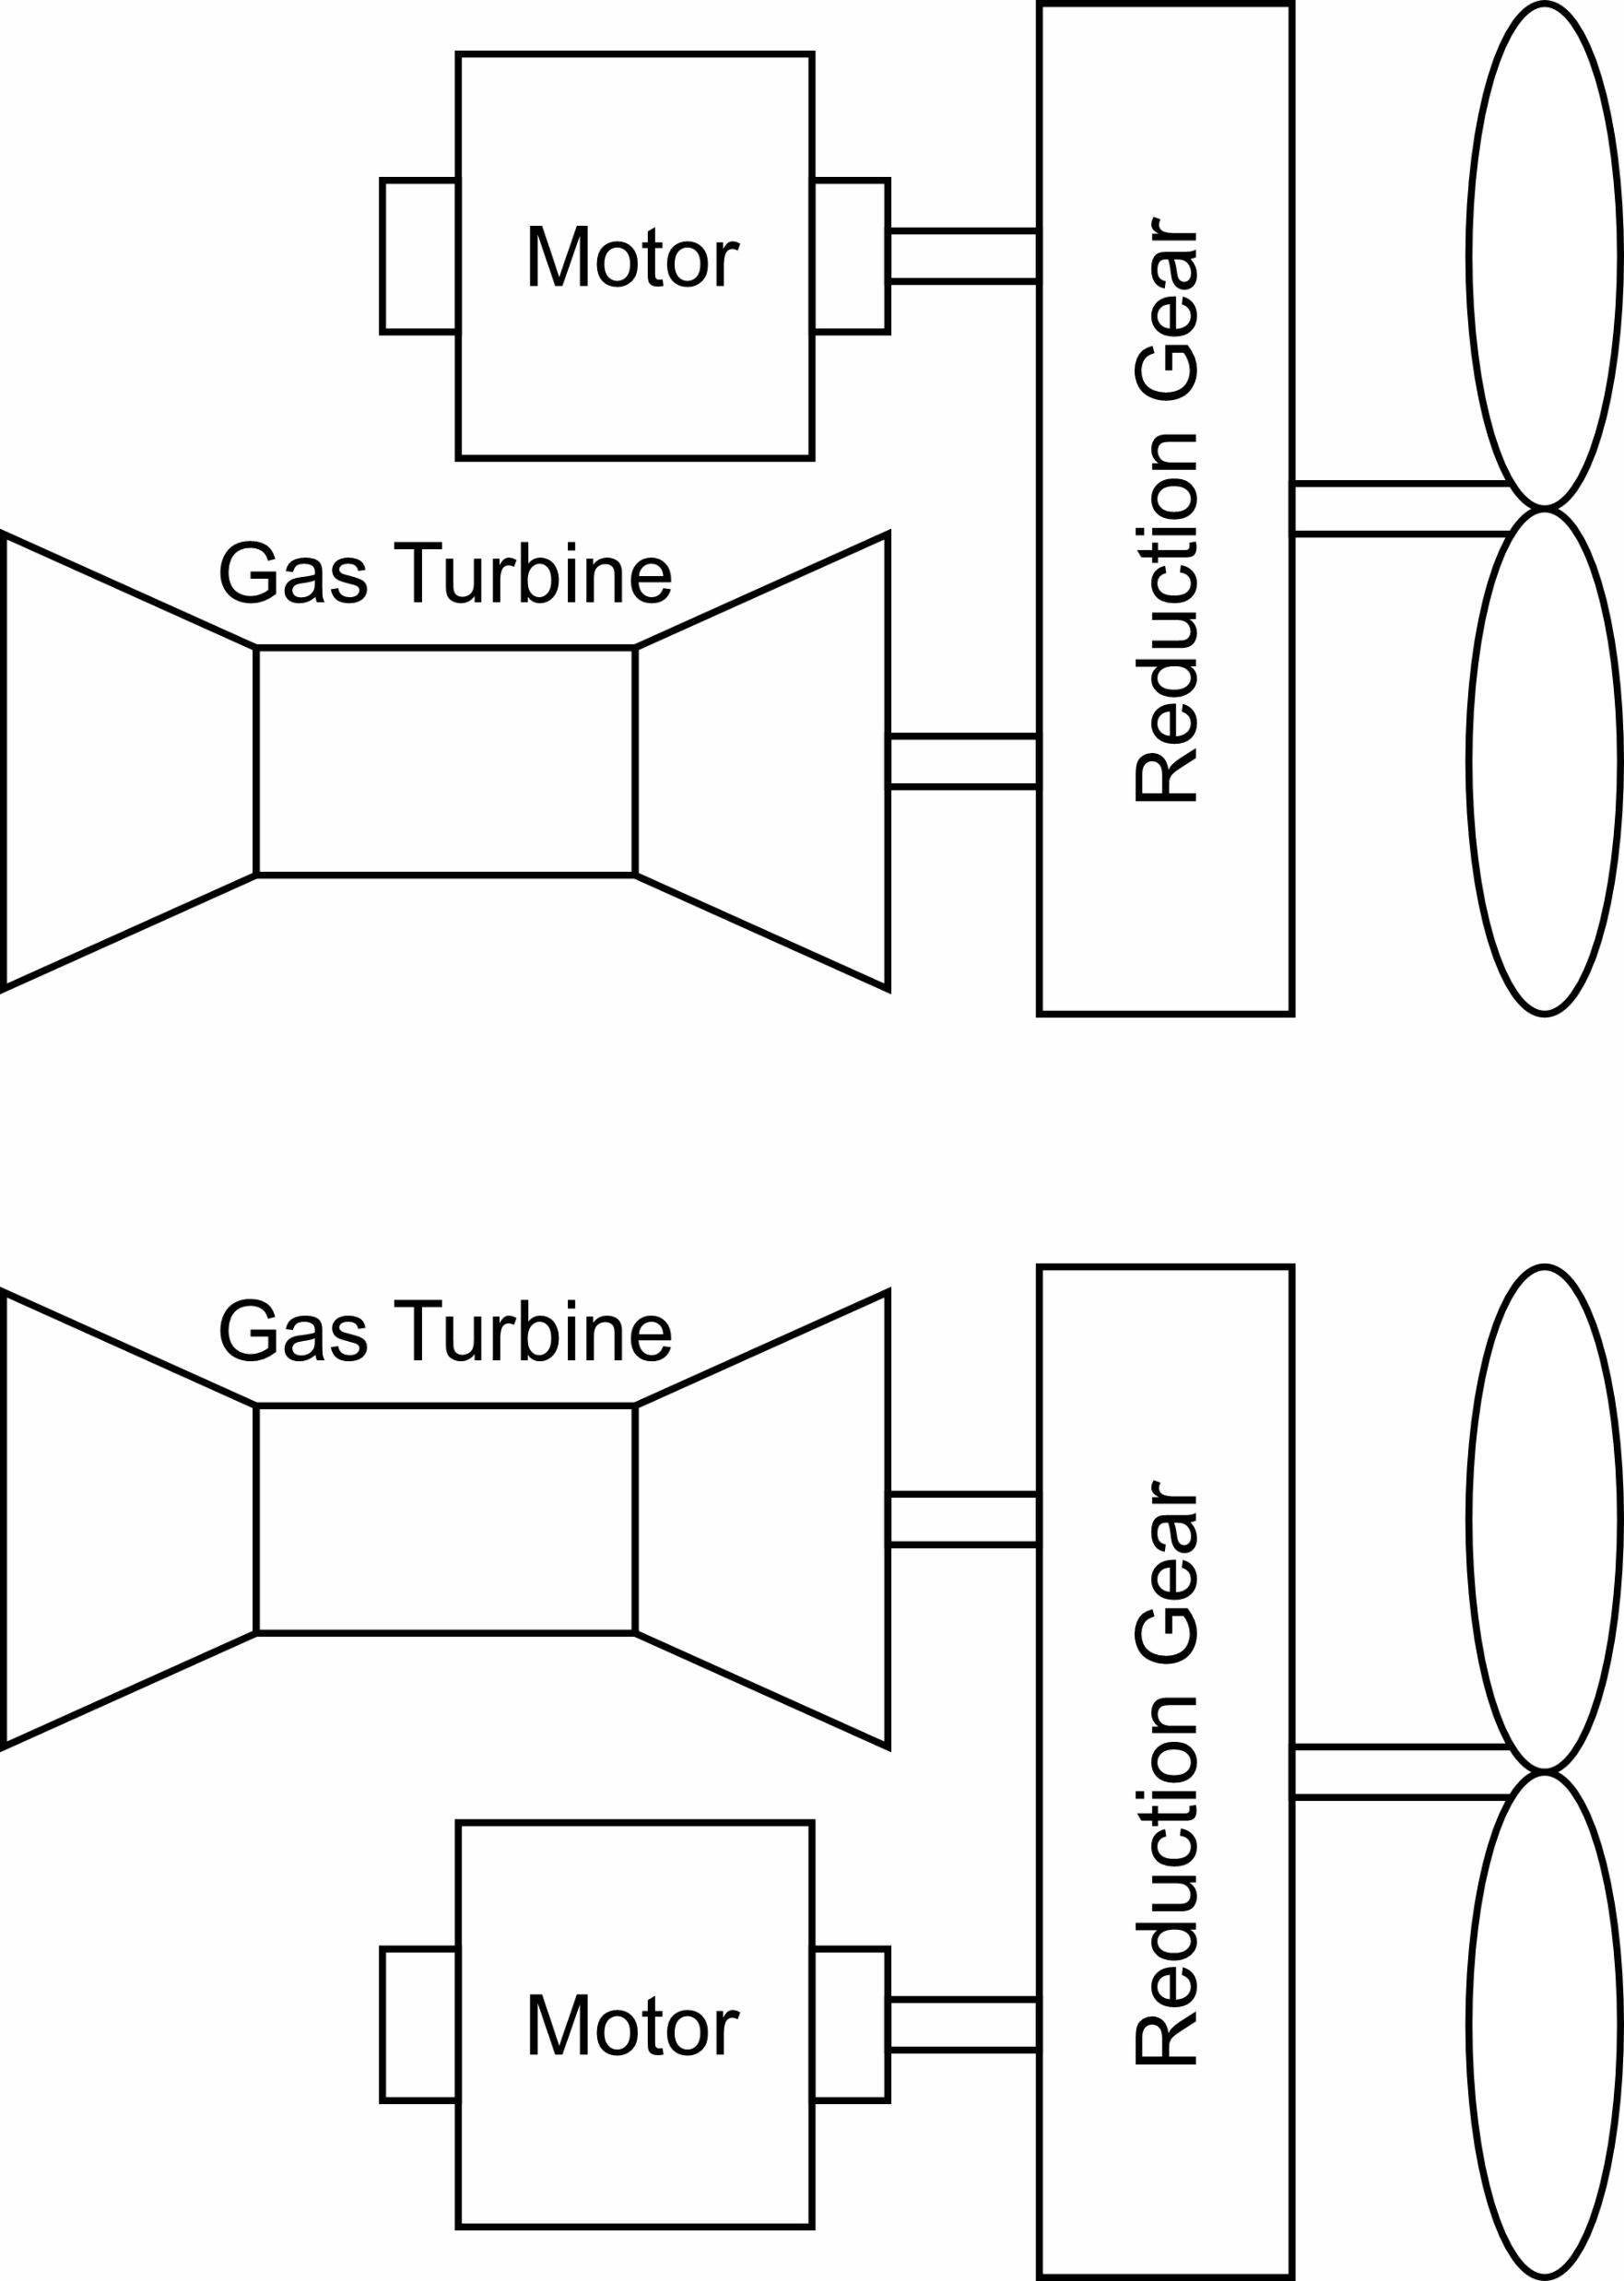 Motor
Gas Turbine
Reduction Gear
Gas Turbine
Motor
Reduction Gear